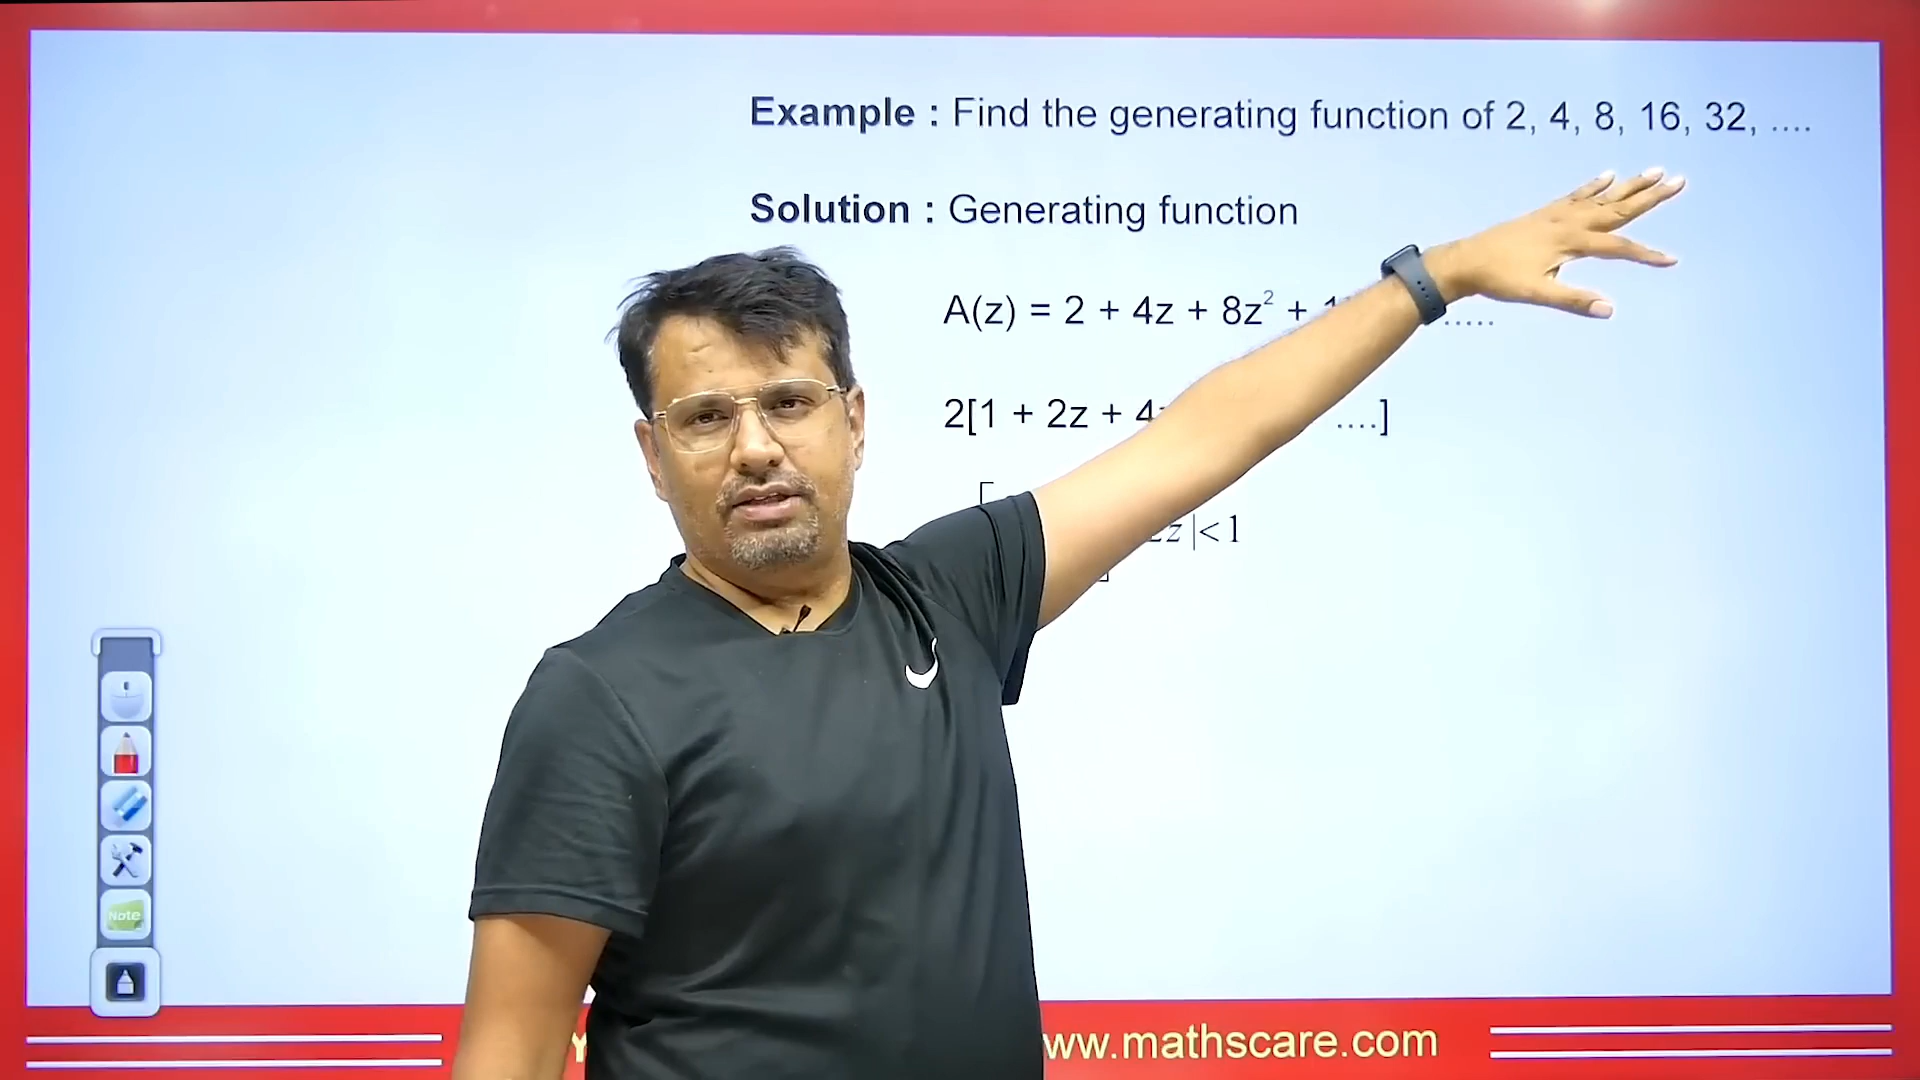 Example : Find the generating function of 2, 4, 8, 16, 32, ....
Solution : Generating function
A(z) = 2 + 4z + 8z² + .....
2[1 + 2z + 4 ....]
z |< 1
Note
www.mathscare.com